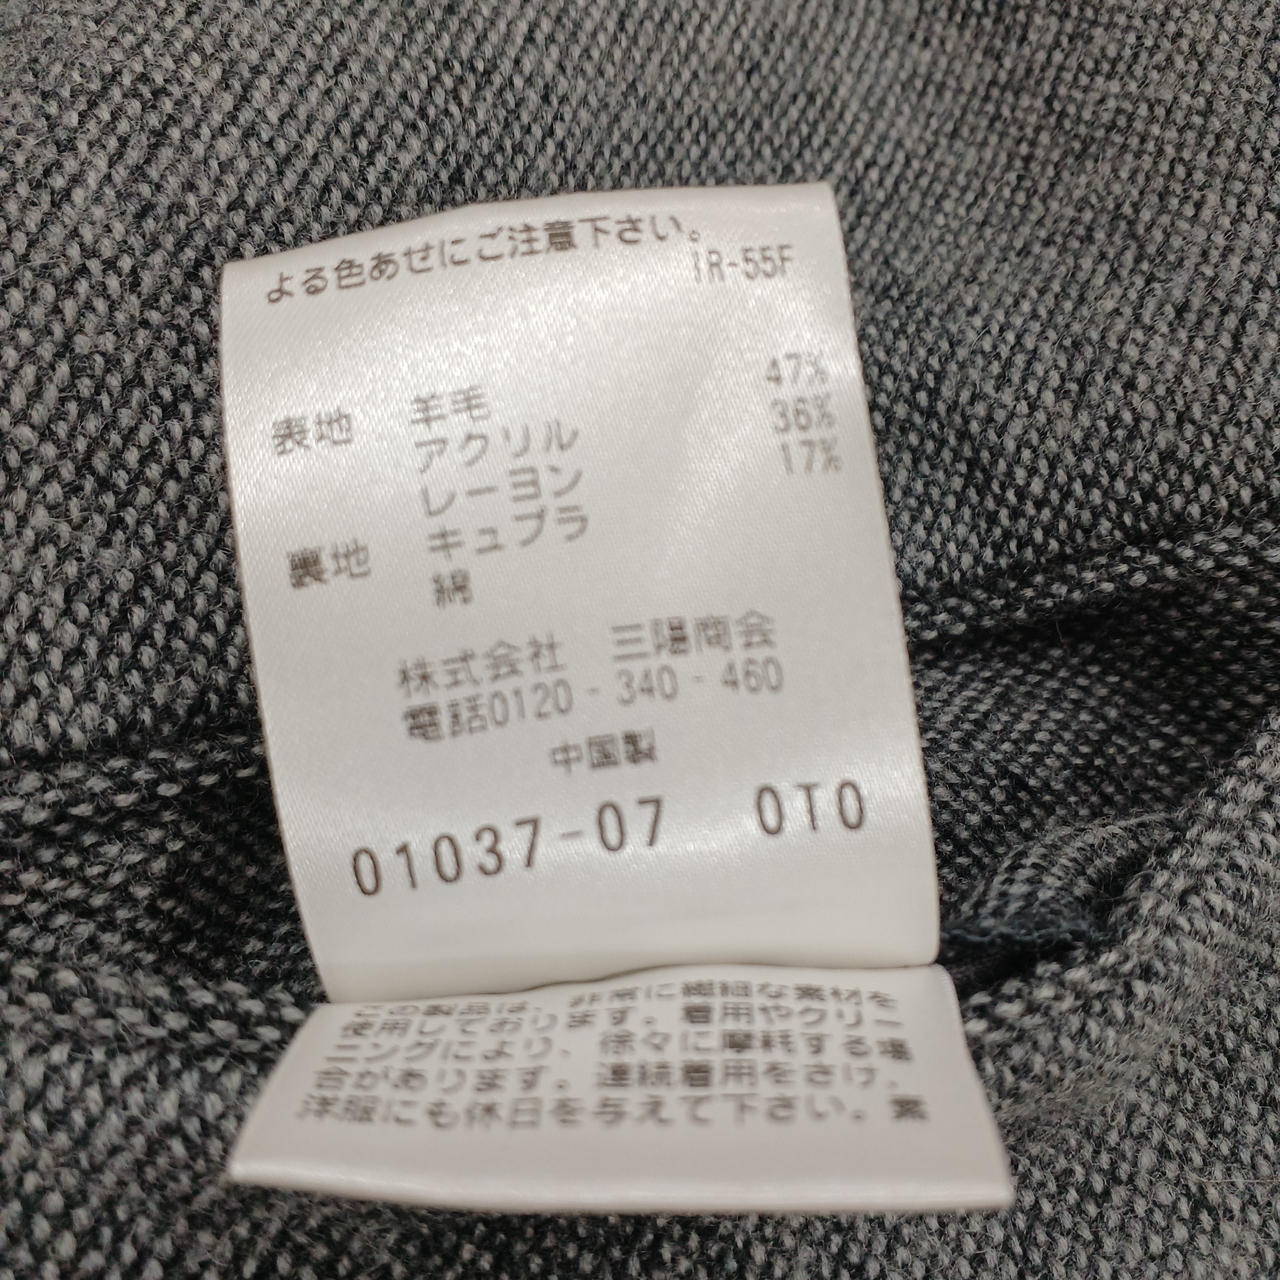 よる色あせにご注意下さい。
IR-55F
表地 羊毛 47%
アクリル 36%
レーヨン 17%
裏地 キュプラ
綿
株式会社 三陽商会
電話0120-340-460
中国製
01037-07 0T0
この製品は、非常に繊細な素材を
使用しております。着用やクリー
ニングにより、徐々に摩耗する場
合があります。連続着用をさけ、
洋服にも休日を与えて下さい。素